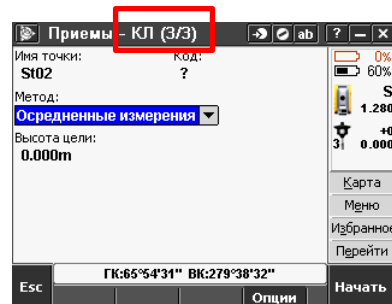 Приемы - КЛ (3/3) ab ? – ×
Имя точки: Код:
St02 ?
Метод:
Осредненные измерения
Высота цели:
0.000m
0%
60%
S
1.280
+0
3 0.000
Карта
Меню
Избранное
Перейти
ГК:65°54'31" ВК:279°38'32"
Esc Опции Начать